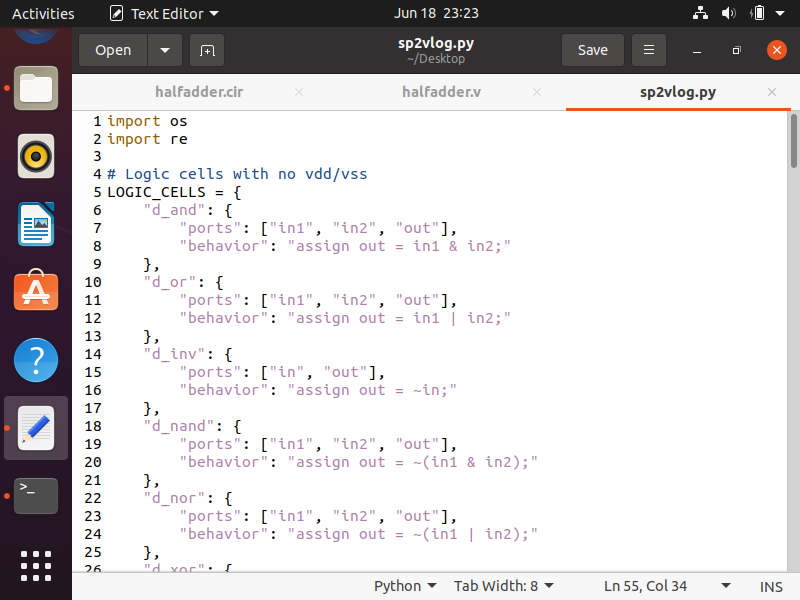 Activities Text Editor Jun 18 23:23
Open sp2vlog.py Save
~/Desktop
halfadder.cir halfadder.v sp2vlog.py
1 import os
2 import re
3
4 # Logic cells with no vdd/vss
5 LOGIC_CELLS = {
6     "d_and": {
7         "ports": ["in1", "in2", "out"],
8         "behavior": "assign out = in1 & in2;"
9     },
10     "d_or": {
11         "ports": ["in1", "in2", "out"],
12         "behavior": "assign out = in1 | in2;"
13     },
14     "d_inv": {
15         "ports": ["in", "out"],
16         "behavior": "assign out = ~in;"
17     },
18     "d_nand": {
19         "ports": ["in1", "in2", "out"],
20         "behavior": "assign out = ~(in1 & in2);"
21     },
22     "d_nor": {
23         "ports": ["in1", "in2", "out"],
24         "behavior": "assign out = ~(in1 | in2);"
25     },
26     "d_xor": {
Python Tab Width: 8 Ln 55, Col 34 INS